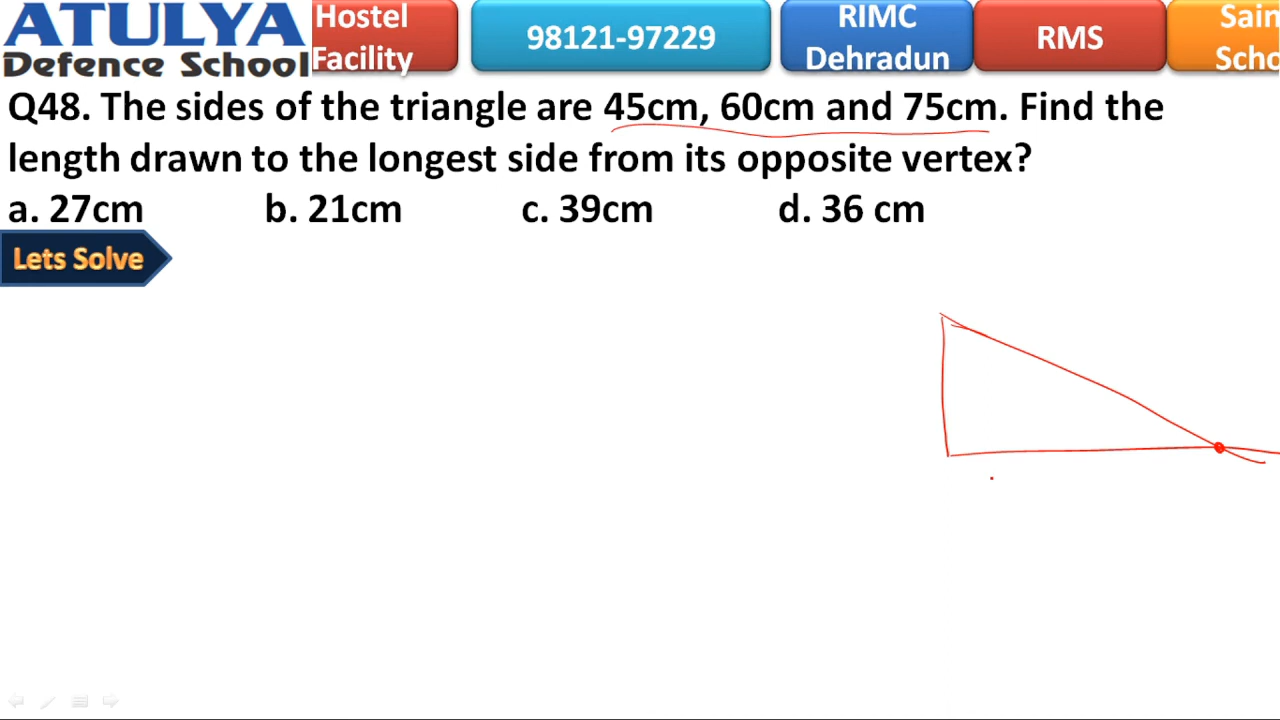 ATULYA
Defence School
Hostel
Facility
98121-97229
RIMC
Dehradun
RMS
Sain
Scho
Q48. The sides of the triangle are 45cm, 60cm and 75cm. Find the
length drawn to the longest side from its opposite vertex?
a. 27cm b. 21cm c. 39cm d. 36 cm
Lets Solve